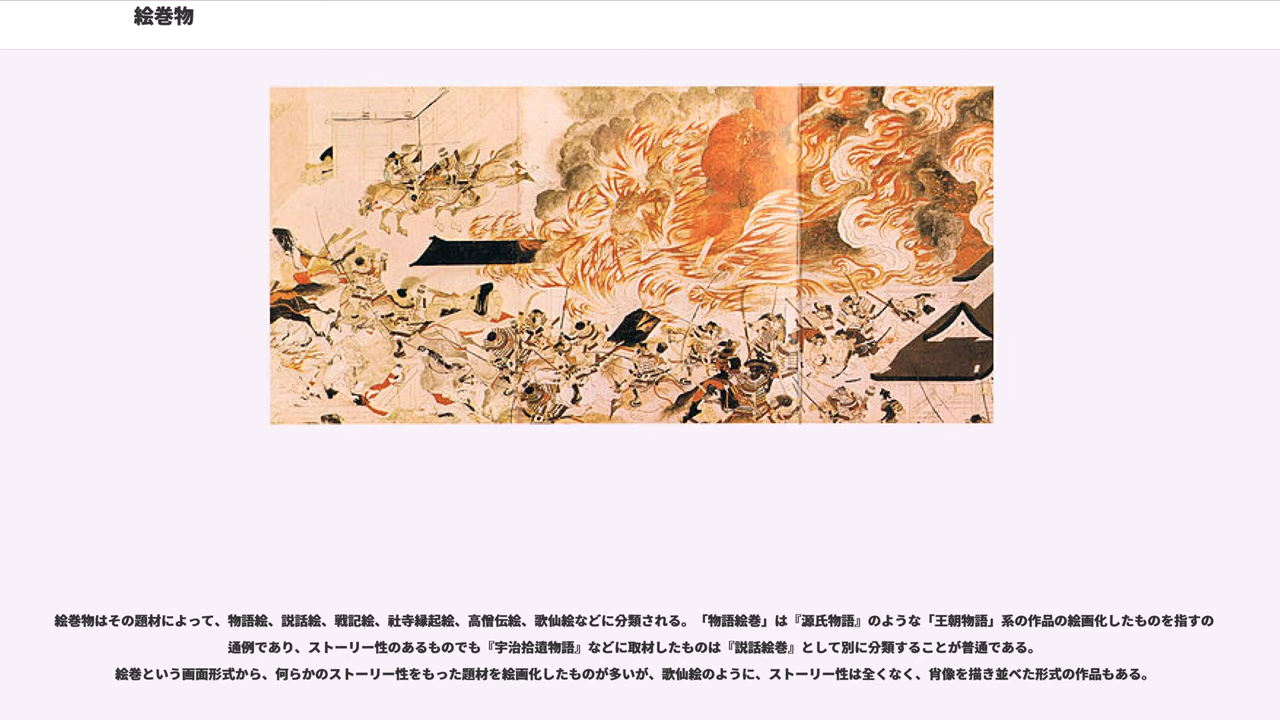 絵巻物
絵巻物はその題材によって、物語絵、説話絵、戦記絵、社寺縁起絵、高僧伝絵、歌仙絵などに分類される。「物語絵巻」は『源氏物語』のような「王朝物語」系の作品の絵画化したものを指すの
通例であり、ストーリー性のあるものでも『宇治拾遺物語』などに取材したものは『説話絵巻』として別に分類することが普通である。
絵巻という画面形式から、何らかのストーリー性をもった題材を絵画化したものが多いが、歌仙絵のように、ストーリー性は全くなく、肖像を描き並べた形式の作品もある。